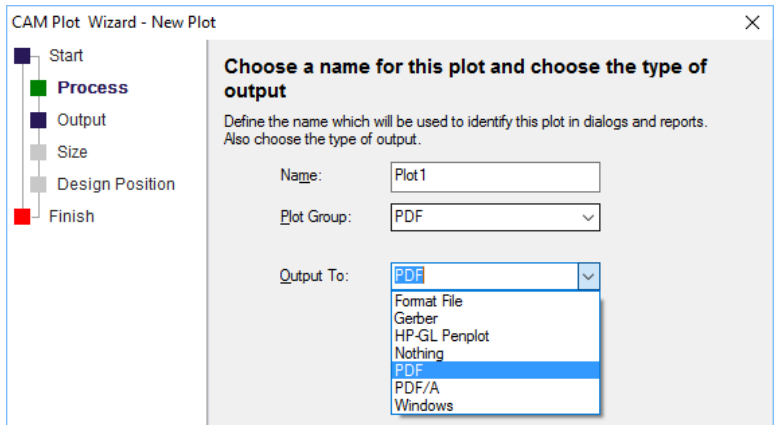 CAM Plot Wizard - New Plot
Start
Process
Output
Size
Design Position
Finish
Choose a name for this plot and choose the type of
output
Define the name which will be used to identify this plot in dialogs and reports.
Also choose the type of output.
Name: Plot1
Plot Group: PDF
Output To: PDF
Format File
Gerber
HP-GL Penplot
Nothing
PDF
PDF/A
Windows